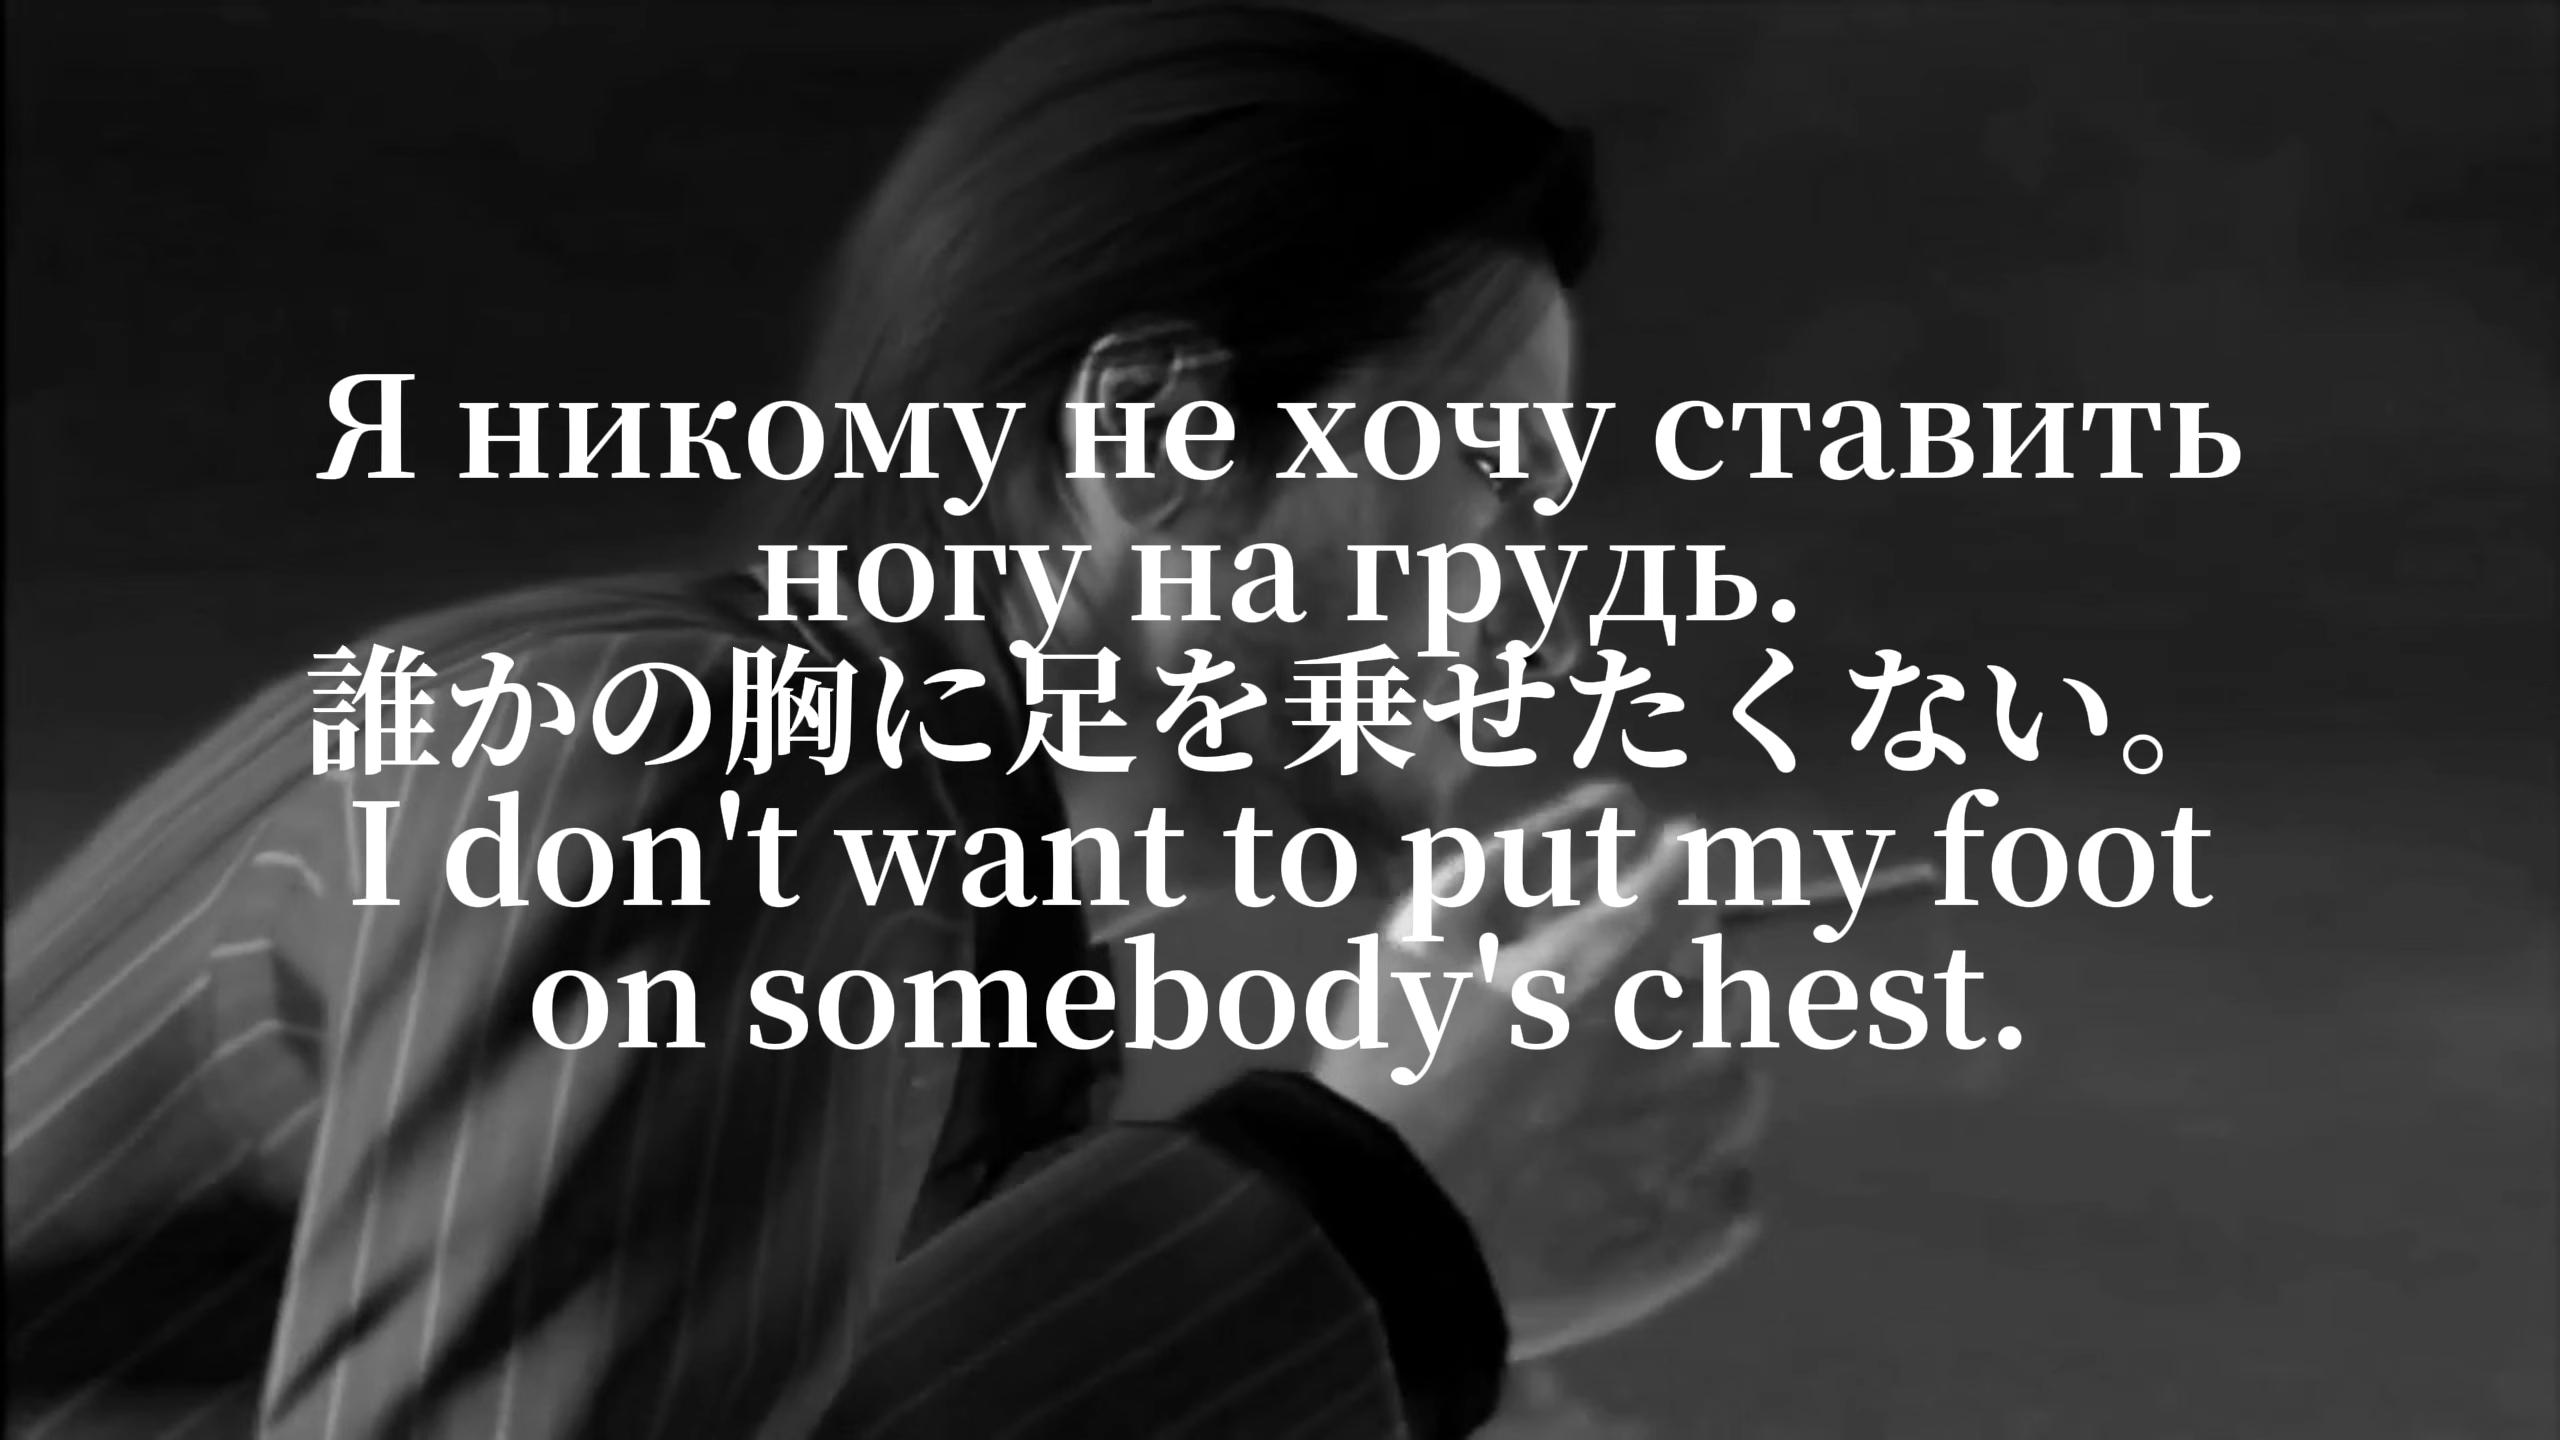 Я никому не хочу ставить
ногу на грудь.
誰かの胸に足を乗せたくない。
I don't want to put my foot
on somebody's chest.